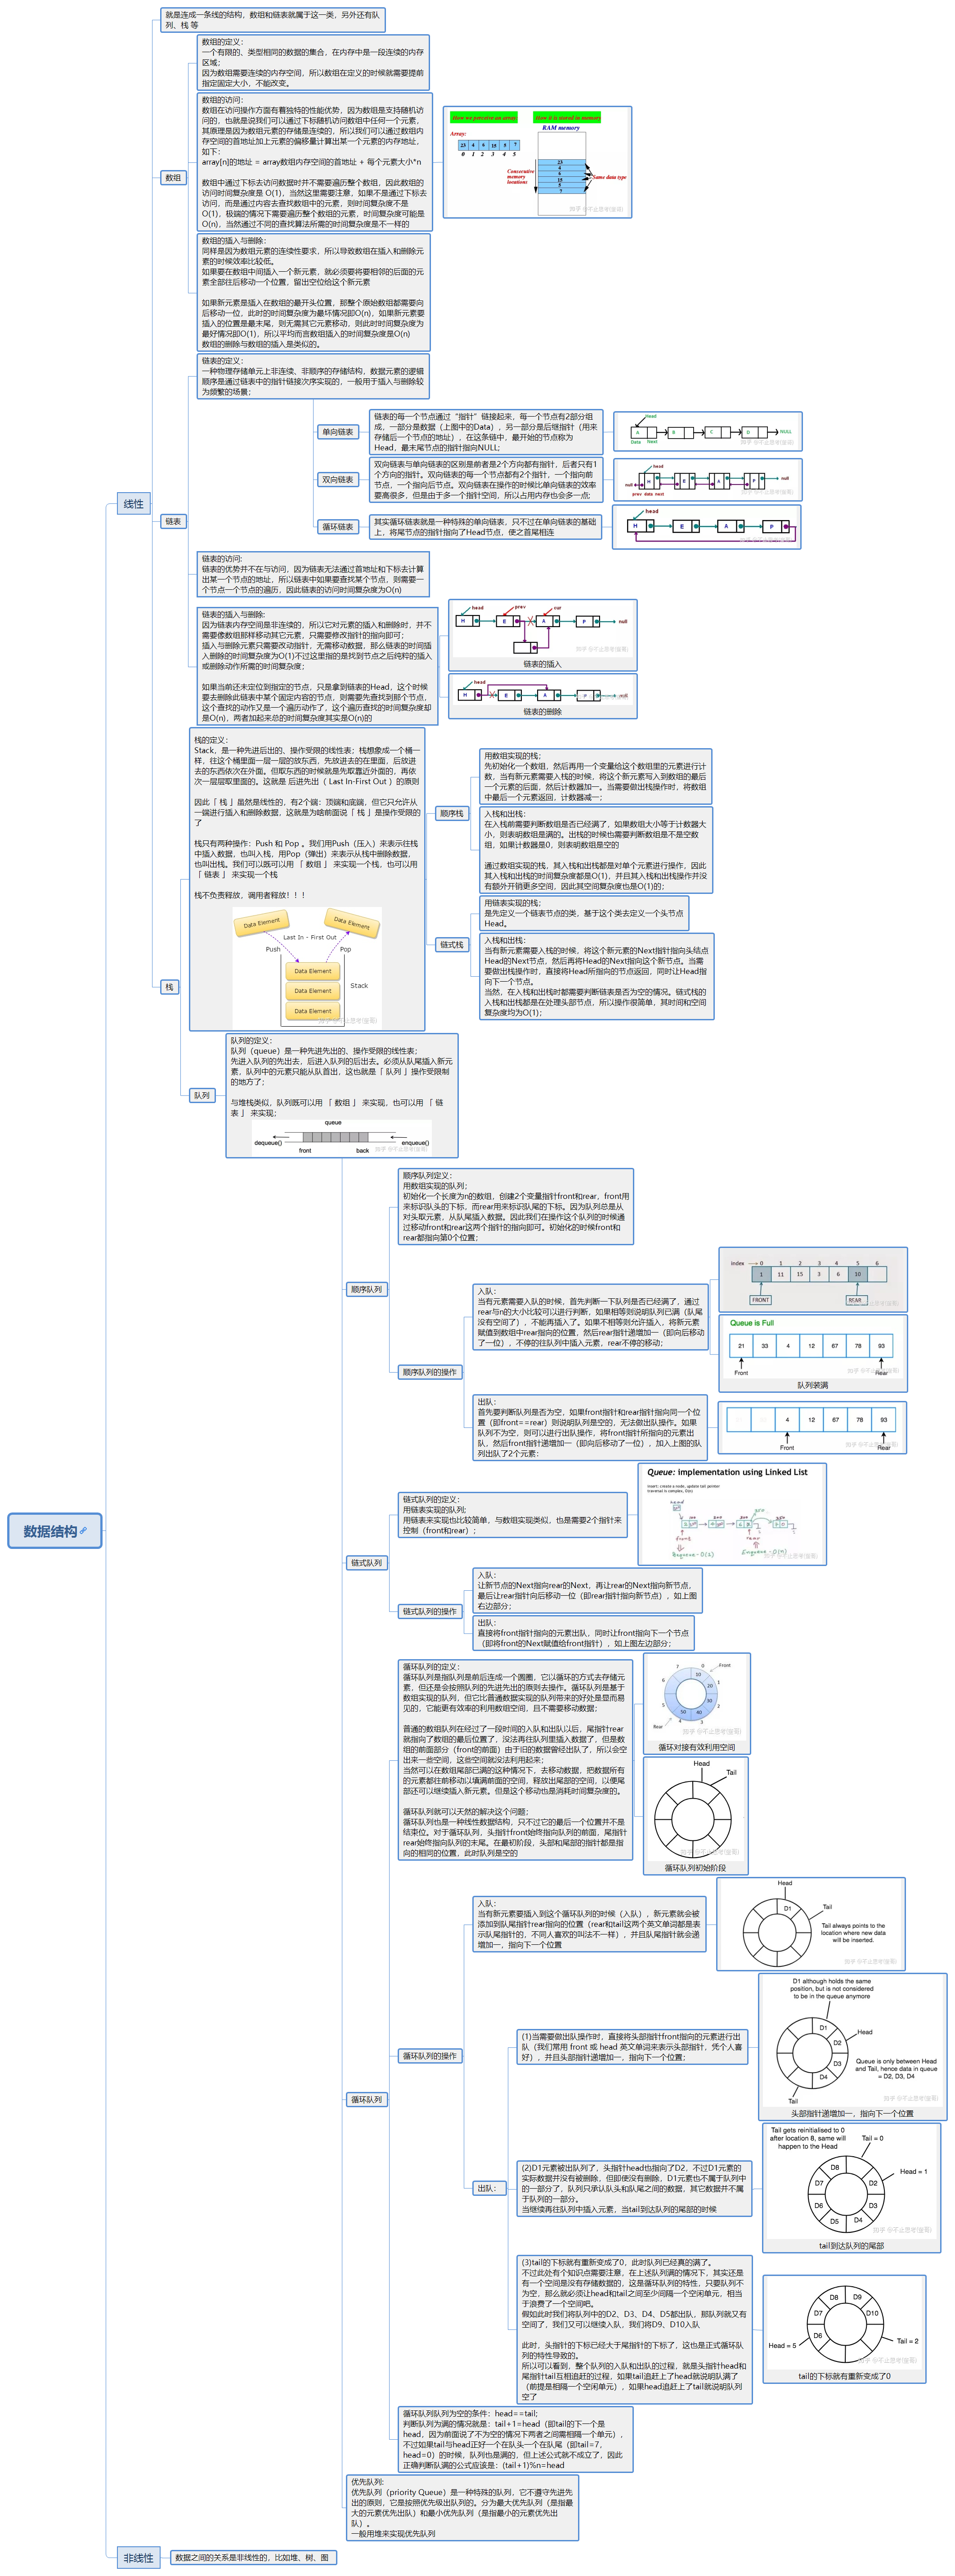 就是连成一条线的结构，数组和链表就属于这一类，另外还有队
列、栈 等
数组的定义：
一个有限的、类型相同的数据的集合，在内存中是一段连续的内存
区域；
因为数组需要连续的内存空间，所以数组在定义的时候就需要提前
指定固定大小，不能改变。
数组的访问：
数组在访问操作方面有着独特的性能优势，因为数组是支持随机访
问的，也就是说我们可以通过下标随机访问数组中任何一个元素，
其原理是因为数组元素的存储是连续的，所以我们可以通过数组内
存空间的首地址加上元素的偏移量计算出某一个元素的内存地址，
如下：
array[n]的地址 = array数组内存空间的首地址 + 每个元素大小*n
数组中通过下标去访问数据时并不需要遍历整个数组，因此数组的
访问时间复杂度是 O(1)，当然这里需要注意，如果不是通过下标去
访问，而是通过内容去查找数组中的元素，则时间复杂度不是
O(1)，极端的情况下需要遍历整个数组的元素，时间复杂度可能是
O(n)，当然通过不同的查找算法所需的时间复杂度是不一样的
How we perceive an array:
How it is stored in memory
RAM memory
Array:
23 4 6 15 5 7
0 1 2 3 4 5
Consecutive
memory
locations
23
4
6
15
5
7
Same data type
数组
数组的插入与删除：
同样是因为数组元素的连续性要求，所以导致数组在插入和删除元
素的时候效率比较低。
如果要在数组中间插入一个新元素，就必须要将要相邻的后面的元
素全部往后移动一个位置，留出空位给这个新元素
如果新元素是插入在数组的最开头位置，那整个原始数组都需要向
后移动一位，此时的时间复杂度为最坏情况即O(n)，如果新元素要
插入的位置是最末尾，则无需其它元素移动，则此时时间复杂度为
最好情况即O(1)，所以平均而言数组插入的时间复杂度是O(n)
数组的删除与数组的插入是类似的。
链表的定义：
一种物理存储单元上非连续、非顺序的存储结构，数据元素的逻辑
顺序是通过链表中的指针链接次序实现的，一般用于插入与删除较
为频繁的场景；
单向链表
链表的每一个节点通过“指针”链接起来，每一个节点有2部分组
成，一部分是数据（上图中的Data），另一部分是后继指针（用来
存储后一个节点的地址），在这条链中，最开始的节点称为
Head，最末尾节点的指针指向NULL；
Head
A B C D NULL
Data Next
双向链表
双向链表与单向链表的区别是前者是2个方向都有指针，后者只有1
个方向的指针。双向链表的每一个节点都有2个指针，一个指向前
节点，一个指向后节点。双向链表在操作的时候比单向链表的效率
要高很多，但是由于多一个指针空间，所以占用内存也会多一点;
head
null H E A P null
prev data next
循环链表
其实循环链表就是一种特殊的单向链表，只不过在单向链表的基础
上，将尾节点的指针指向了Head节点，使之首尾相连
head
H E A P
线性
链表
链表的访问:
链表的优势并不在与访问，因为链表无法通过首地址和下标去计算
出某一个节点的地址，所以链表中如果要查找某个节点，则需要一
个节点一个节点的遍历，因此链表的访问时间复杂度为O(n)
链表的插入与删除:
因为链表内存空间是非连续的，所以它对元素的插入和删除时，并不
需要像数组那样移动其它元素，只需要修改指针的指向即可；
插入与删除元素只需要改动指针，无需移动数据，那么链表的时间插
入删除的时间复杂度为O(1)不过这里指的是找到节点之后纯粹的插入
或删除动作所需的时间复杂度；
如果当前还未定位到指定的节点，只是拿到链表的Head，这个时候
要去删除此链表中某个固定内容的节点，则需要先查找到那个节点，
这个查找的动作又是一个遍历动作了，这个遍历查找的时间复杂度却
是O(n)，两者加起来总的时间复杂度其实是O(n)的
head prev cur
H E A P null
链表的插入
head
H E A P null
链表的删除
栈的定义：
Stack，是一种先进后出的、操作受限的线性表；栈想象成一个桶一
样，往这个桶里面一层一层的放东西，先放进去的在里面，后放进
去的东西依次在外面。但取东西的时候就是先取靠近外面的，再依
次一层层取里面的。这就是 后进先出（ Last In-First Out ）的原则
因此「 栈 」虽然是线性的，有2个端：顶端和底端，但它只允许从
一端进行插入和删除数据，这就是为啥前面说「 栈 」是操作受限的
了
栈只有两种操作：Push 和 Pop 。我们用Push（压入）来表示往栈
中插入数据，也叫入栈，用Pop（弹出）来表示从栈中删除数据，
也叫出栈。我们可以既可以用 「 数组 」 来实现一个栈，也可以用
「 链表 」 来实现一个栈
栈不负责释放，调用者释放！！！
Data Element
Data Element
Last In - First Out
Push
Pop
Data Element
Data Element
Data Element
Stack
顺序栈
用数组实现的栈；
先初始化一个数组，然后再用一个变量给这个数组里的元素进行计
数，当有新元素需要入栈的时候，将这个新元素写入到数组的最后
一个元素的后面，然后计数器加一。当需要做出栈操作时，将数组
中最后一个元素返回，计数器减一；
入栈和出栈：
在入栈前需要判断数组是否已经满了，如果数组大小等于计数器大
小，则表明数组是满的。出栈的时候也需要判断数组是不是空数
组，如果计数器是0，则表明数组是空的
通过数组实现的栈，其入栈和出栈都是对单个元素进行操作，因此
其入栈和出栈的时间复杂度都是O(1)，并且其入栈和出栈操作并没
有额外开销更多空间，因此其空间复杂度也是O(1)的；
链式栈
用链表实现的栈；
是先定义一个链表节点的类，基于这个类去定义一个头节点
Head。
入栈和出栈：
当有新元素需要入栈的时候，将这个新元素的Next指针指向头结点
Head的Next节点，然后再将Head的Next指向这个新节点。当需
要做出栈操作时，直接将Head所指向的节点返回，同时让Head指
向下一个节点。
当然，在入栈和出栈时都需要判断链表是否为空的情况。链式栈的
入栈和出栈都是在处理头部节点，所以操作很简单，其时间和空间
复杂度均为O(1)；
栈
队列
队列的定义：
队列（queue）是一种先进先出的、操作受限的线性表；
先进入队列的先出去，后进入队列的后出去。必须从队尾插入新元
素，队列中的元素只能从队首出，这也就是「 队列 」操作受限制
的地方了；
与堆栈类似，队列既可以用 「 数组 」 来实现，也可以用 「 链
表 」 来实现；
queue
dequeue()
enqueue()
front
back
顺序队列
顺序队列定义：
用数组实现的队列；
初始化一个长度为n的数组，创建2个变量指针front和rear，front用
来标识队头的下标，而rear用来标识队尾的下标。因为队列总是从
对头取元素，从队尾插入数据。因此我们在操作这个队列的时候通
过移动front和rear这两个指针的指向即可。初始化的时候front和
rear都指向第0个位置；
顺序队列的操作
入队：
当有元素需要入队的时候，首先判断一下队列是否已经满了，通过
rear与n的大小比较可以进行判断，如果相等则说明队列已满（队尾
没有空间了），不能再插入了。如果不相等则允许插入，将新元素
赋值到数组中rear指向的位置，然后rear指针递增加一（即向后移动
了一位），不停的往队列中插入元素，rear不停的移动；
index 0 1 2 3 4 5 6
1 11 15 3 6 10
FRONT
REAR
Queue is Full
21 33 4 12 67 78 93
Front
Rear
队列装满
出队：
首先要判断队列是否为空，如果front指针和rear指针指向同一个位
置（即front==rear）则说明队列是空的，无法做出队操作。如果
队列不为空，则可以进行出队操作，将front指针所指向的元素出
队，然后front指针递增加一（即向后移动了一位），加入上图的队
列出队了2个元素：
4 12 67 78 93
Front
Rear
链式队列
链式队列的定义：
用链表实现的队列;
用链表来实现也比较简单，与数组实现类似，也是需要2个指针来
控制（front和rear）；
Queue: implementation using Linked List
链式队列的操作
入队：
让新节点的Next指向rear的Next，再让rear的Next指向新节点，
最后让rear指针向后移动一位（即rear指针指向新节点），如上图
右边部分；
出队：
直接将front指针指向的元素出队，同时让front指向下一个节点
（即将front的Next赋值给front指针），如上图左边部分；
数据结构
循环队列
循环队列的定义：
循环队列是指队列是前后连成一个圆圈，它以循环的方式去存储元
素，但还是会按照队列的先进先出的原则去操作。循环队列是基于
数组实现的队列，但它比普通数据实现的队列带来的好处是显而易
见的，它能更有效率的利用数组空间，且不需要移动数据；
普通的数组队列在经过了一段时间的入队和出队以后，尾指针rear
就指向了数组的最后位置了，没法再往队列里插入数据了，但是数
组的前面部分（front的前面）由于旧的数据曾经出队了，所以会空
出来一些空间，这些空间就没法利用起来；
当然可以在数组尾部已满的这种情况下，去移动数据，把数据所有
的元素都往前移动以填满前面的空间，释放出尾部的空间，以便尾
部还可以继续插入新元素。但是这个移动也是消耗时间复杂度的。
循环队列就可以天然的解决这个问题；
循环队列也是一种线性数据结构，只不过它的最后一个位置并不是
结束位。对于循环队列，头指针front始终指向队列的前面，尾指针
rear始终指向队列的末尾。在最初阶段，头部和尾部的指针都是指
向的相同的位置，此时队列是空的
Front
7 0 1 2 3 4 5 6
10 20 30 40 50
Rear
循环对接有效利用空间
Head
Tail
循环队列初始阶段
循环队列的操作
入队：
当有新元素要插入到这个循环队列的时候（入队），新元素就会被
添加到队尾指针rear指向的位置（rear和tail这两个英文单词都是表
示队尾指针的，不同人喜欢的叫法不一样），并且队尾指针就会递
增加一，指向下一个位置
Head
D1
Tail
Tail always points to the
location where new data
will be inserted.
出队：
(1)当需要做出队操作时，直接将头部指针front指向的元素进行出
队（我们常用 front 或 head 英文单词来表示头部指针，凭个人喜
好），并且头部指针递增加一，指向下一个位置；
D1 although holds the same
position, but is not considered
to be in the queue anymore
D1
D2
D3
D4
Head
Queue is only between Head
and Tail, hence data in queue
= D2, D3, D4
Tail
头部指针递增加一，指向下一个位置
(2)D1元素被出队列了，头指针head也指向了D2，不过D1元素的
实际数据并没有被删除，但即使没有删除，D1元素也不属于队列中
的一部分了，队列只承认队头和队尾之间的数据，其它数据并不属
于队列的一部分。
当继续再往队列中插入元素，当tail到达队列的尾部的时候
Tail gets reinitialised to 0
after location 8, same will
happen to the Head
Tail = 0
Head = 1
D8 D2
D7 D3
D6 D4
D5
tail到达队列的尾部
(3)tail的下标就有重新变成了0，此时队列已经真的满了。
不过此处有个知识点需要注意，在上述队列满的情况下，其实还是
有一个空间是没有存储数据的，这是循环队列的特性，只要队列不
为空，那么就必须让head和tail之间至少间隔一个空闲单元，相当
于浪费了一个空间吧。
假如此时我们将队列中的D2、D3、D4、D5都出队，那队列就又有
空间了，我们又可以继续入队，我们将D9、D10入队
此时，头指针的下标已经大于尾指针的下标了，这也是正式循环队
列的特性导致的。
所以可以看到，整个队列的入队和出队的过程，就是头指针head和
尾指针tail互相追赶的过程，如果tail追赶上了head就说明队满了
（前提是相隔一个空闲单元），如果head追赶上了tail就说明队列
空了
D8 D9
D7 D10
D6
Head = 5
Tail = 2
tail的下标就有重新变成了0
循环队列队列为空的条件：head==tail;
判断队列为满的情况就是：tail+1=head（即tail的下一个是
head，因为前面说了不为空的情况下两者之间需相隔一个单元），
不过如果tail与head正好一个在队头一个在队尾（即tail=7，
head=0）的时候，队列也是满的，但上述公式就不成立了，因此
正确判断队满的公式应该是：(tail+1)%n=head
优先队列:
优先队列（priority Queue）是一种特殊的队列，它不遵守先进先
出的原则，它是按照优先级出队列的。分为最大优先队列（是指最
大的元素优先出队）和最小优先队列（是指最小的元素优先出
队）。
一般用堆来实现优先队列
非线性
数据之间的关系是非线性的，比如堆、树、图